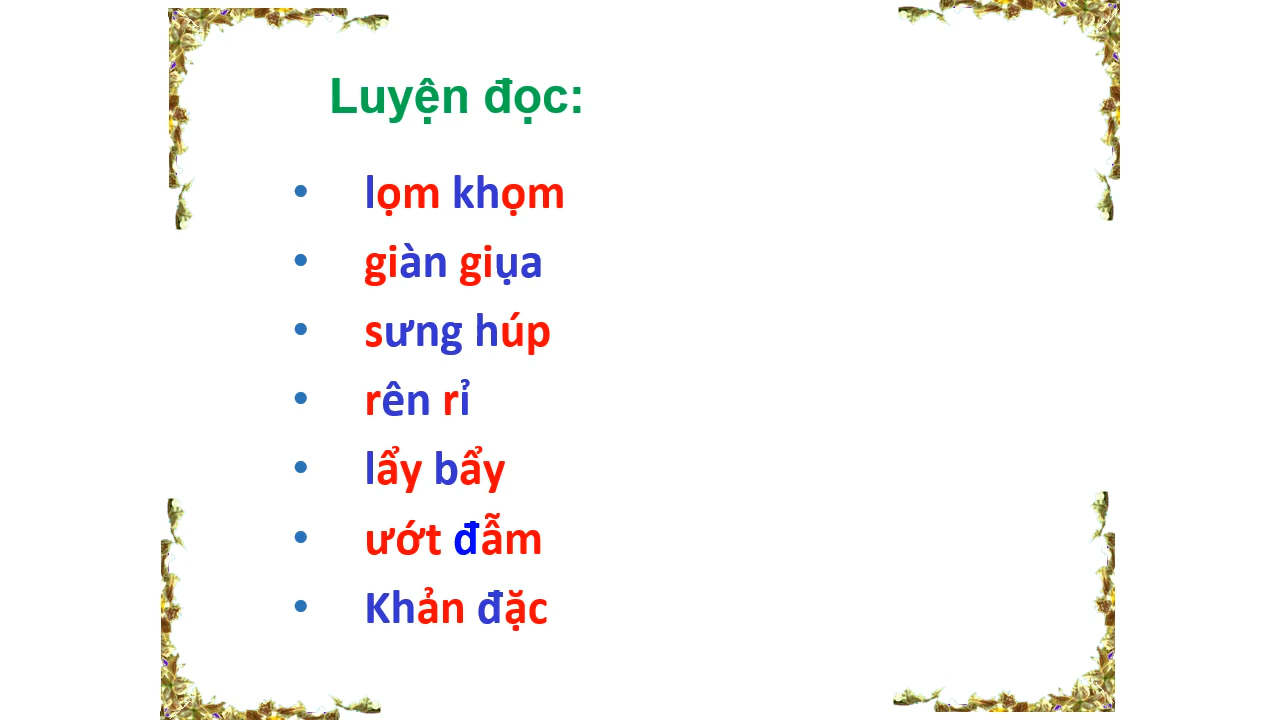 Luyện đọc:
• lọm khọm
• giàn giụa
• sưng húp
• rên rỉ
• lẩy bẩy
• ướt đẫm
• Khản đặc